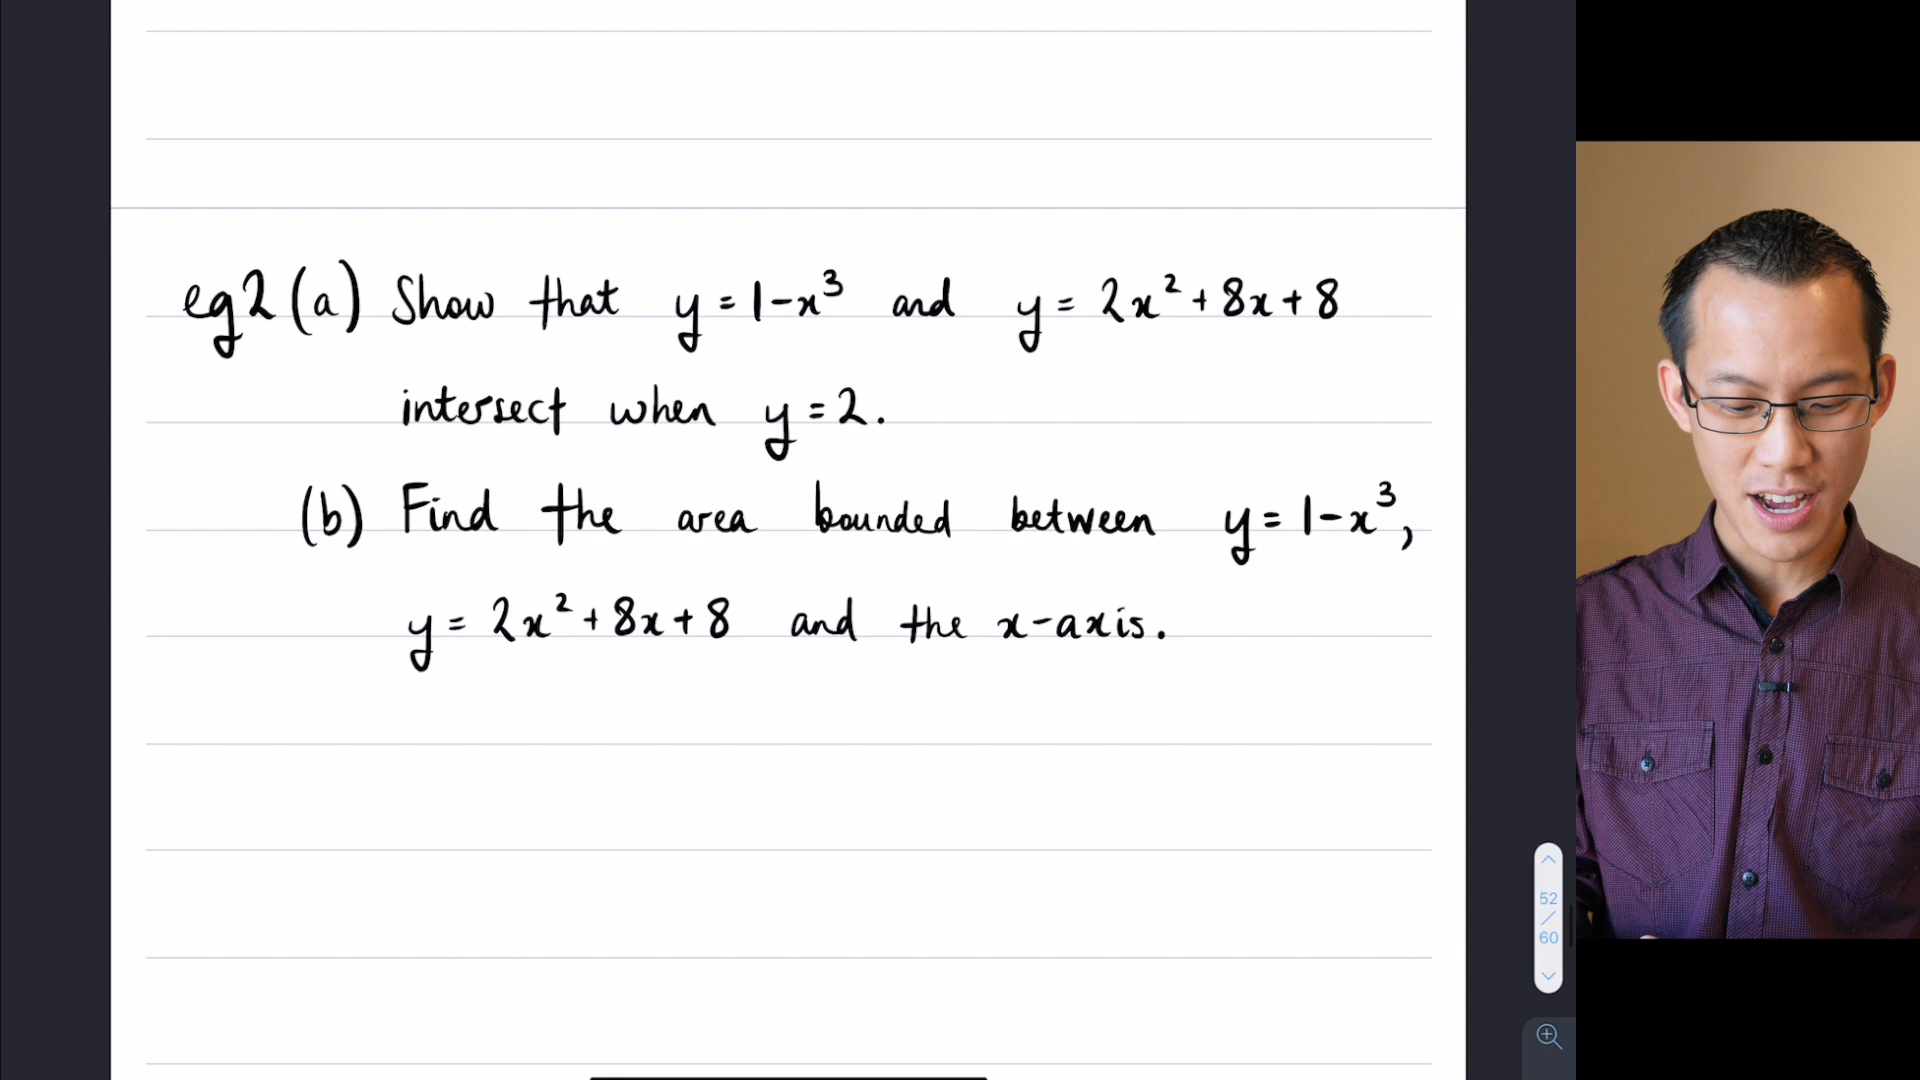 eg2 (a) Show that y = 1-x³ and y = 2x² + 8x + 8
intersect when y = 2.
(b) Find the area bounded between y = 1-x³,
y = 2x² + 8x + 8 and the x-axis.
52
/
60